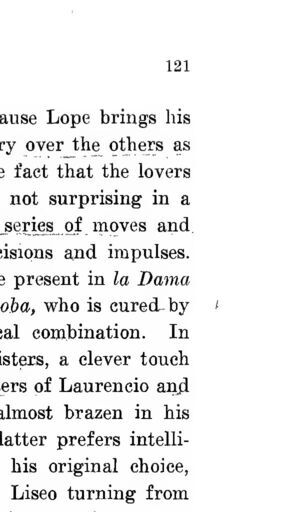 121
ause Lope brings his
ry over the others as
e fact that the lovers
not surprising in a
series of moves and
cisions and impulses.
e present in la Dama
oba, who is cured by
cal combination. In
isters, a clever touch
ers of Laurencio and
almost brazen in his
latter prefers intelli-
his original choice,
Liseo turning from